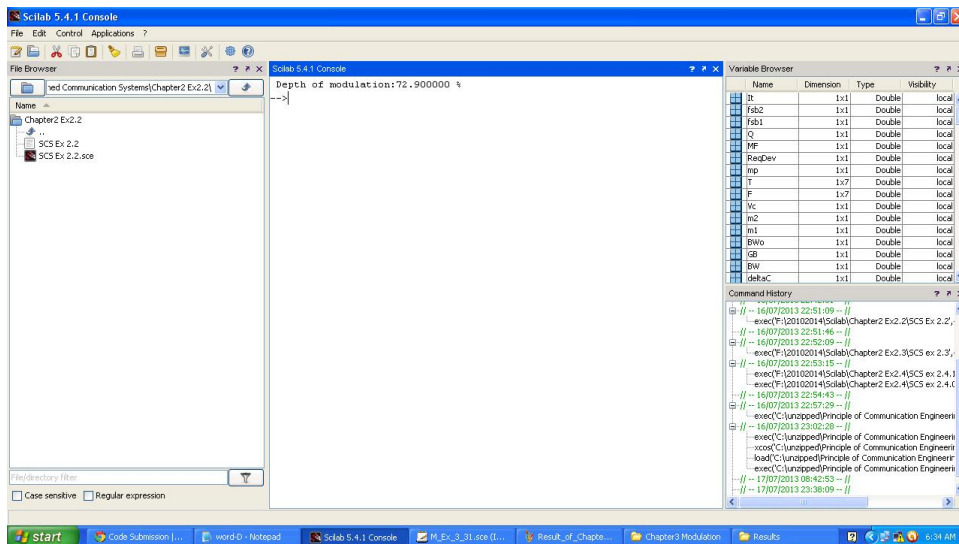 Scilab 5.4.1 Console
File Edit Control Applications ?
File Browser
ned Communication Systems\Chapter2 Ex2.2\
Name
Chapter2 Ex2.2
..
SCS Ex 2.2
SCS Ex 2.2.sce
File/directory filter
Case sensitive Regular expression
Scilab 5.4.1 Console
Depth of modulation:72.900000 %
-->
Variable Browser
Name Dimension Type Visibility
It 1x1 Double local
fsb2 1x1 Double local
fsb1 1x1 Double local
Q 1x1 Double local
MF 1x1 Double local
ReqDev 1x1 Double local
mp 1x1 Double local
T 1x7 Double local
F 1x7 Double local
Vc 1x1 Double local
m2 1x1 Double local
m1 1x1 Double local
BWo 1x1 Double local
GB 1x1 Double local
BW 1x1 Double local
deltaC 1x1 Double local
Command History
// -- 16/07/2013 22:51:09 -- //
exec('F:\20102014\Scilab\Chapter2 Ex2.2\SCS Ex 2.2',
// -- 16/07/2013 22:51:46 -- //
// -- 16/07/2013 22:52:09 -- //
exec('F:\20102014\Scilab\Chapter2 Ex2.3\SCS ex 2.3',
// -- 16/07/2013 22:53:15 -- //
exec('F:\20102014\Scilab\Chapter2 Ex2.4\SCS ex 2.4.1
exec('F:\20102014\Scilab\Chapter2 Ex2.4\SCS ex 2.4.(
// -- 16/07/2013 22:54:43 -- //
// -- 16/07/2013 22:57:29 -- //
exec('C:\unzipped\Principle of Communication Engineerin
// -- 16/07/2013 23:02:28 -- //
exec('C:\unzipped\Principle of Communication Engineerin
xcos('C:\unzipped\Principle of Communication Engineerin
load('C:\unzipped\Principle of Communication Engineerin
exec('C:\unzipped\Principle of Communication Engineerin
// -- 17/07/2013 08:42:53 -- //
// -- 17/07/2013 23:38:09 -- //
start Code Submission |... word-D - Notepad Scilab 5.4.1 Console M_Ex_3_31.sce (I... Result_of_Chapte... Chapter3 Modulation Results 6:34 AM